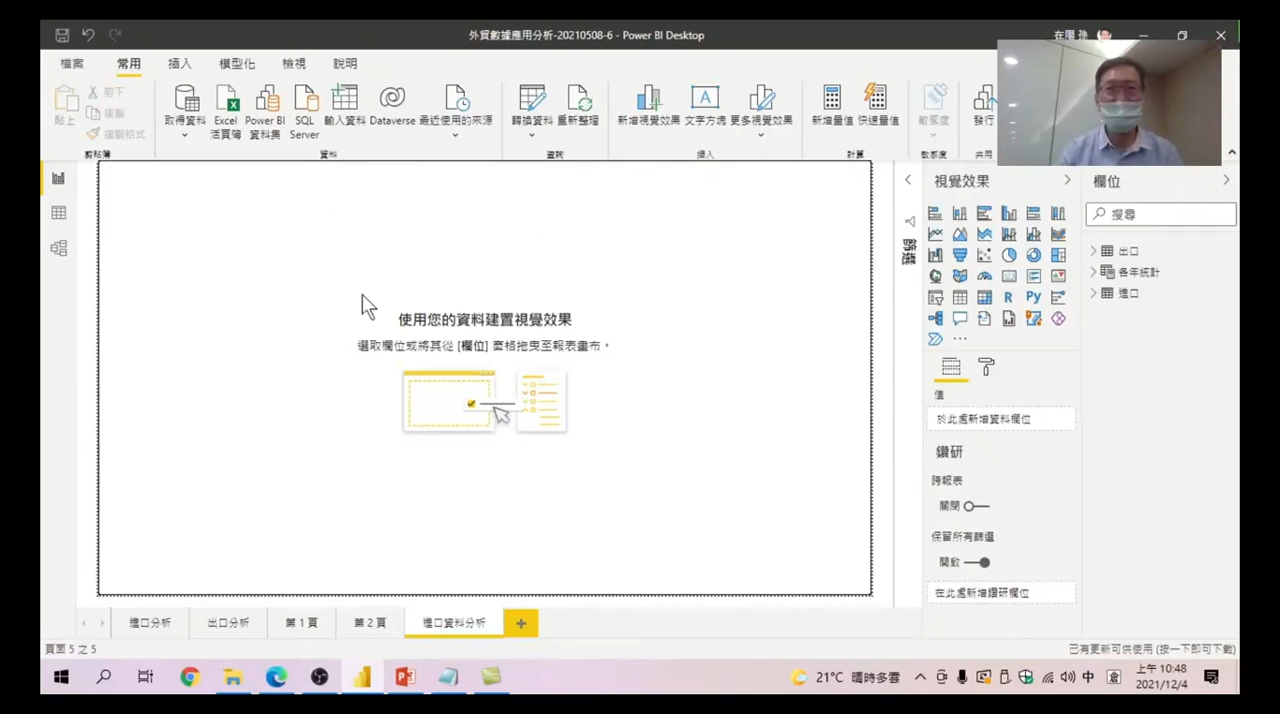 外貿數據應用分析-20210508-6 - Power BI Desktop
檔案 常用 插入 模型化 檢視 說明
貼上
剪下
複製
複製格式
剪貼簿
取得資料 Excel 活頁簿 Power BI 資料集 SQL Server 輸入資料 Dataverse 最近使用的來源
資料
轉換資料 重新整理
查詢
新增視覺效果 文字方塊 更多視覺效果
插入
新增量值 快速量值
計算
敏感度
敏感度
發行
共用
使用您的資料建置視覺效果
選取欄位或將其從 [欄位] 窗格拖曳至報表畫布。
篩選
視覺效果
R Py
值
於此處新增資料欄位
鑽研
跨報表
關閉
保留所有篩選
開啟
在此處新增鑽研欄位
欄位
搜尋
出口
各年統計
進口
進口分析 出口分析 第 1 頁 第 2 頁 進口資料分析 +
頁面 5 之 5
已有更新可供使用 (按一下即可下載)
21°C 晴時多雲
中 倉
上午 10:48
2021/12/4